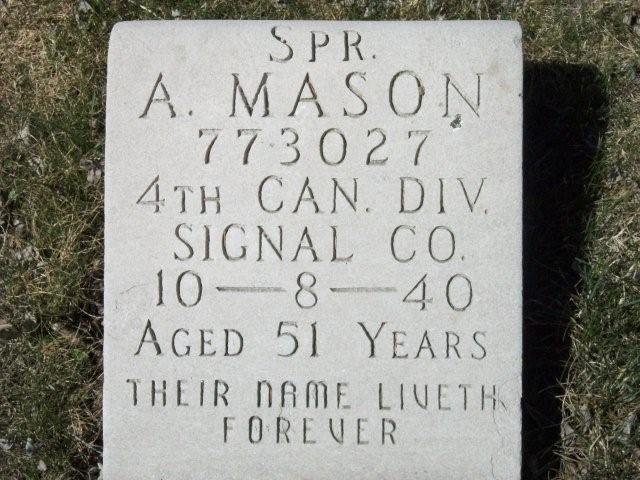 SPR.
A. MASON
773027
4TH CAN. DIV.
SIGNAL CO.
10—8—40
AGED 51 YEARS
THEIR NAME LIVETH
FOREVER